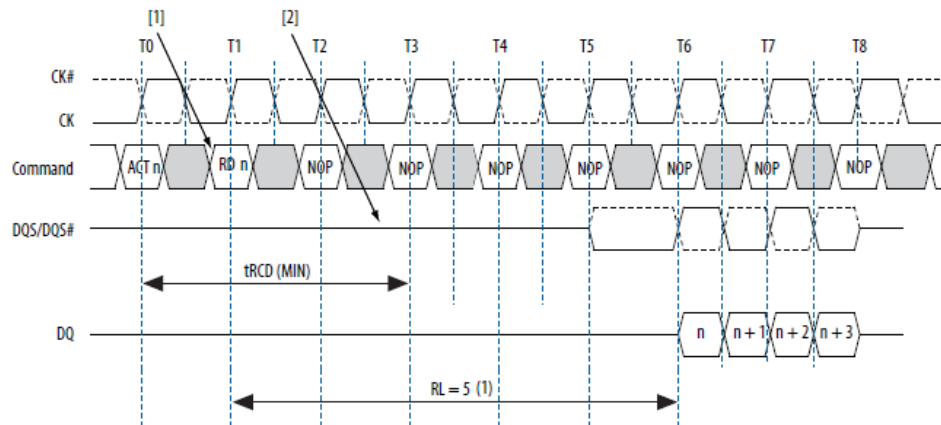 [1] [2]
T0 T1 T2 T3 T4 T5 T6 T7 T8
CK#
CK
Command ACT n RD n NOP NOP NOP NOP NOP NOP NOP
DQS/DQS#
tRCD (MIN)
DQ n n + 1 n + 2 n + 3
RL = 5 (1)